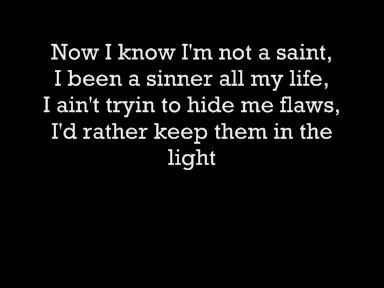 Now I know I'm not a saint,
I been a sinner all my life,
I ain't tryin to hide me flaws,
I'd rather keep them in the
light